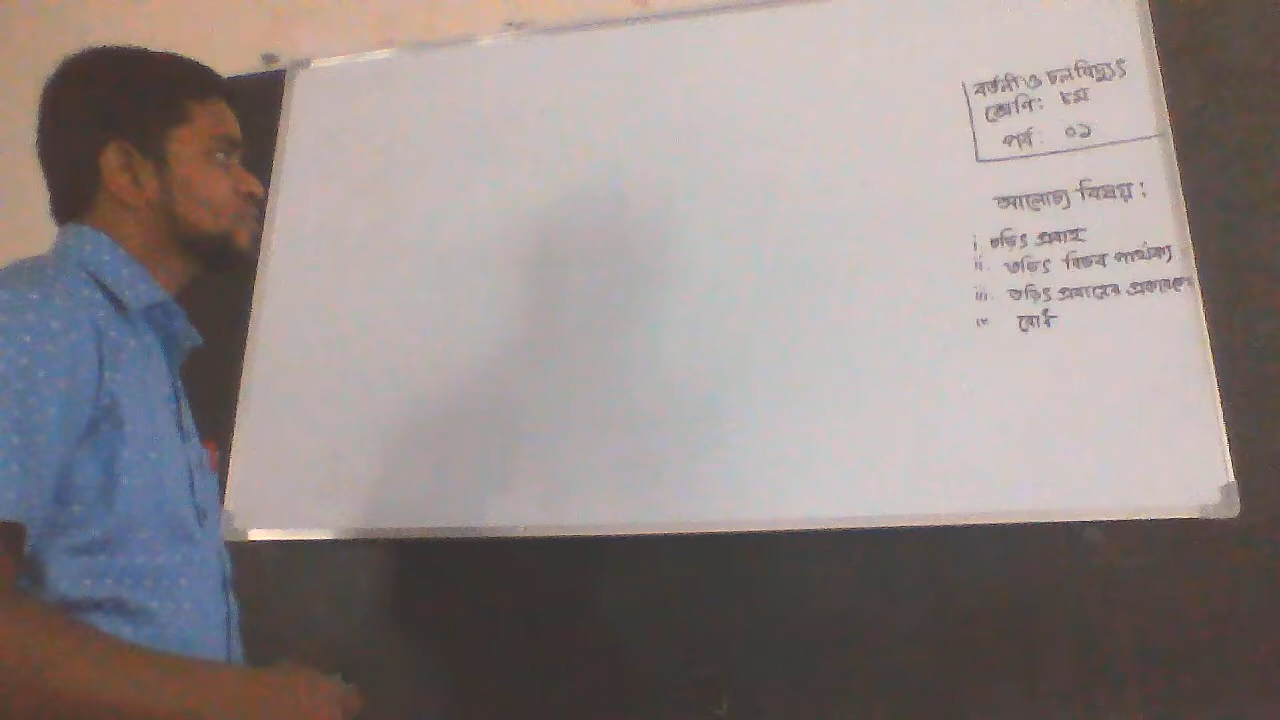 বর্তনী ও চলবিদ্যুৎ
শ্রেণি: ৮ম
পর্ব: ০১
আলোচ্য বিষয়:
i. তড়িৎ প্রবাহ
ii. তড়িৎ বিভব পার্থক্য
iii. তড়িৎ প্রবাহের প্রকারভেদ
iv রোধ